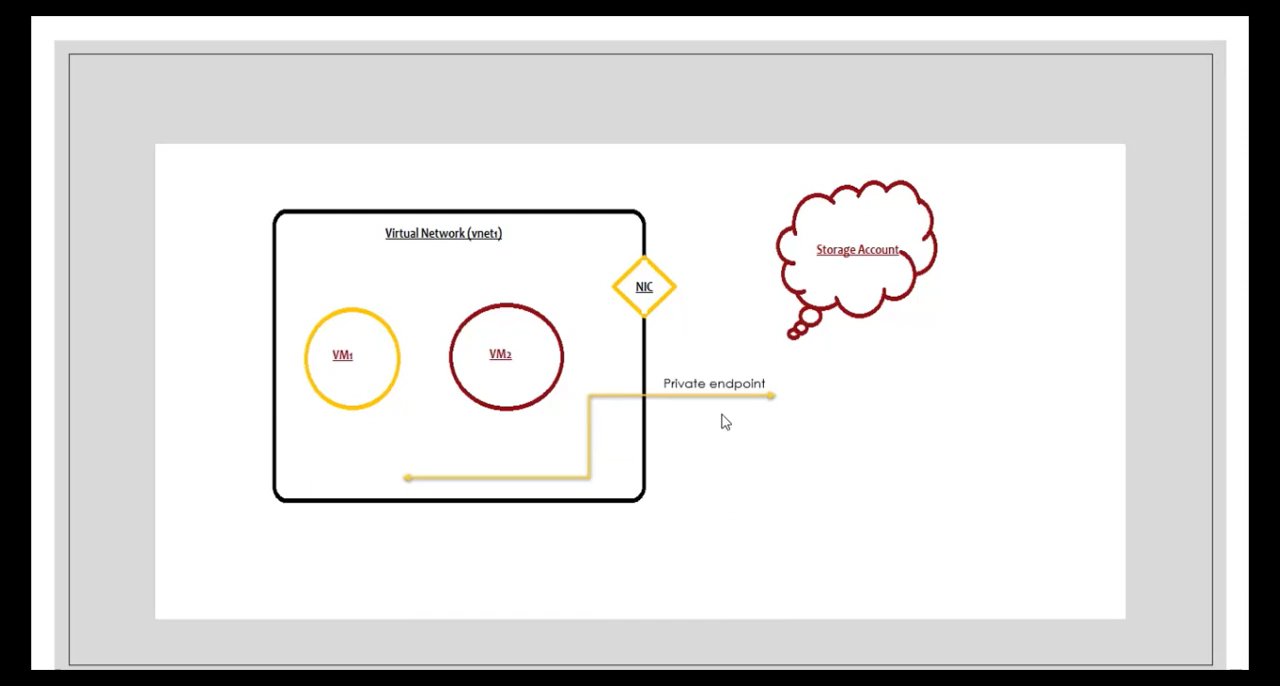 Virtual Network (vnet1)
Storage Account
NIC
VM1
VM2
Private endpoint